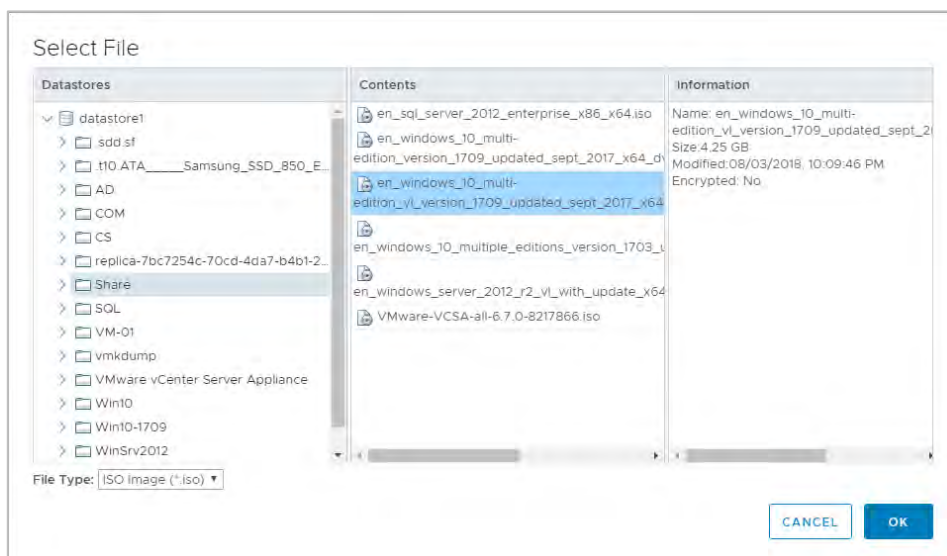 Select File
Datastores
datastore1
.sdd.sf
.t10.ATA_____Samsung_SSD_850_E...
AD
COM
CS
replica-7bc7254c-70cd-4da7-b4b1-2...
Share
SQL
VM-01
vmkdump
VMware vCenter Server Appliance
Win10
Win10-1709
WinSrv2012
Contents
en_sql_server_2012_enterprise_x86_x64.iso
en_windows_10_multi-
edition_version_1709_updated_sept_2017_x64_dv
en_windows_10_multi-
edition_vl_version_1709_updated_sept_2017_x64
en_windows_10_multiple_editions_version_1703_u
en_windows_server_2012_r2_vl_with_update_x64
VMware-VCSA-all-6.7.0-8217866.iso
Information
Name: en_windows_10_multi-
edition_vl_version_1709_updated_sept_2
Size:4.25 GB
Modified:08/03/2018, 10:09:46 PM
Encrypted: No
File Type: ISO Image (*.iso)
CANCEL
OK